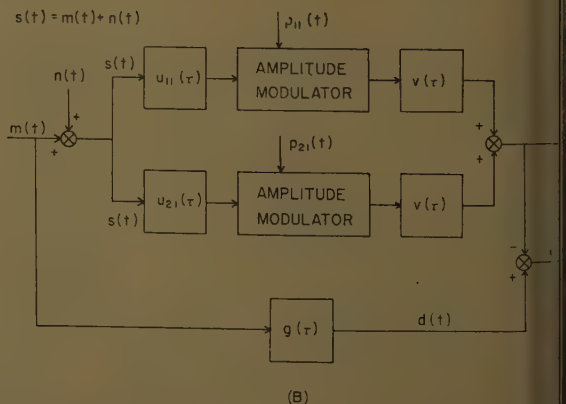 s(t) = m(t) + n(t)
p₁₁(t)
s(t)
n(t)
u₁₁(τ)
AMPLITUDE
MODULATOR
v(τ)
+
+
m(t)
+
+
p₂₁(t)
+
s(t)
u₂₁(τ)
AMPLITUDE
MODULATOR
v(τ)
−
+
g(τ)
d(t)
(B)